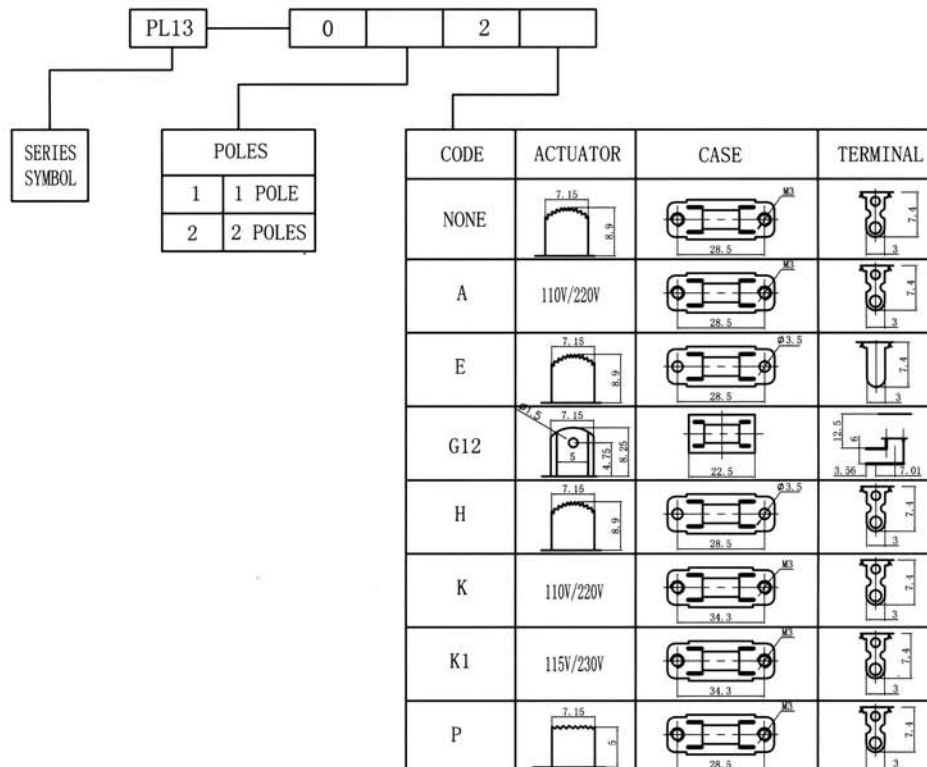 PL13 0 2
SERIES
SYMBOL
POLES
1 1 POLE
2 2 POLES
CODE ACTUATOR CASE TERMINAL
NONE 7.15 8.9 M3 28.5 7.4 3
A 110V/220V M3 28.5 7.4 3
E 7.15 8.9 Ø3.5 28.5 7.4 3
G12 Ø1.5 7.15 5 4.75 8.25 22.5 12.5 6 3.56 7.01
H 7.15 8.9 Ø3.5 28.5 7.4 3
K 110V/220V M3 34.3 7.4 3
K1 115V/230V M3 34.3 7.4 3
P 7.15 5 M3 28.5 7.4 3